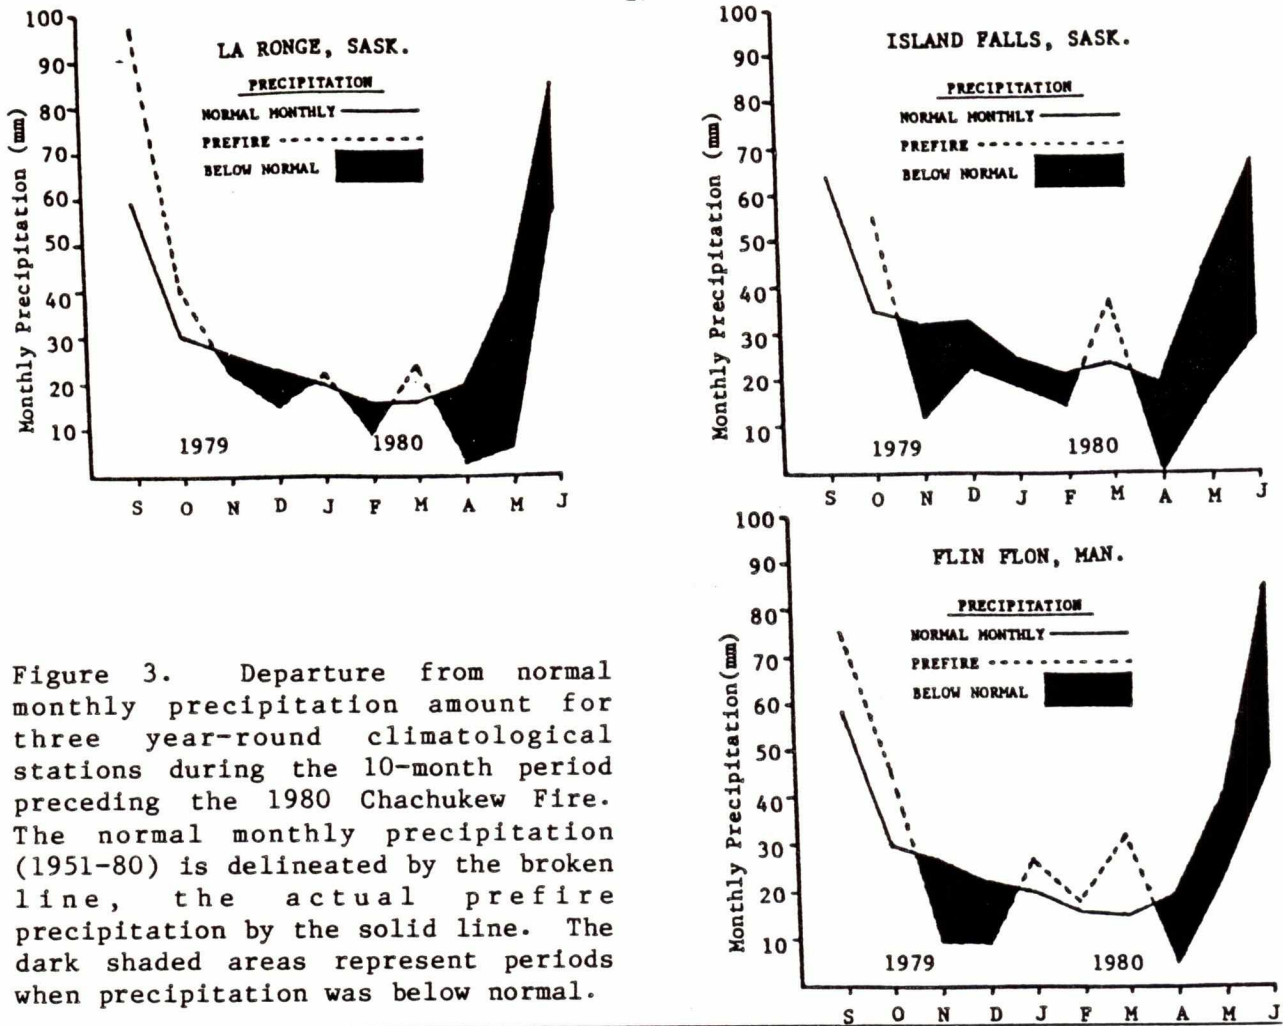 LA RONGE, SASK.
PRECIPITATION
NORMAL MONTHLY
PREFIRE
BELOW NORMAL
Monthly Precipitation (mm)
100
90
80
70
60
50
40
30
20
10
1979
1980
S O N D J F M A M J
ISLAND FALLS, SASK.
PRECIPITATION
NORMAL MONTHLY
PREFIRE
BELOW NORMAL
Monthly Precipitation (mm)
100
90
80
70
60
50
40
30
20
10
1979
1980
S O N D J F M A M J
FLIN FLON, MAN.
PRECIPITATION
NORMAL MONTHLY
PREFIRE
BELOW NORMAL
Monthly Precipitation(mm)
100
90
80
70
60
50
40
30
20
10
1979
1980
S O N D J F M A M J
Figure 3. Departure from normal
monthly precipitation amount for
three year-round climatological
stations during the 10-month period
preceding the 1980 Chachukew Fire.
The normal monthly precipitation
(1951-80) is delineated by the broken
line, the actual prefire
precipitation by the solid line. The
dark shaded areas represent periods
when precipitation was below normal.